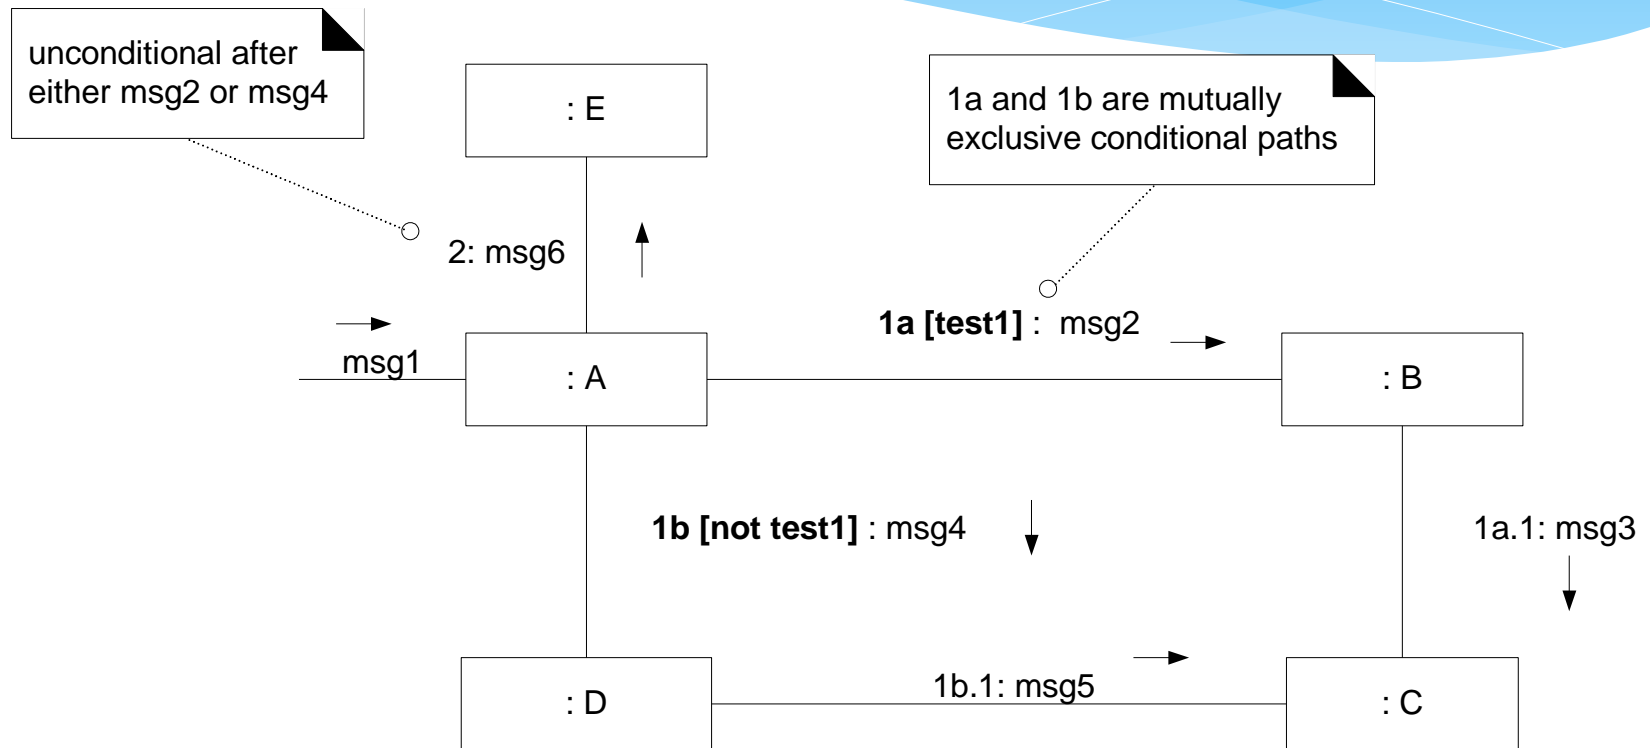 unconditional after
either msg2 or msg4
: E
1a and 1b are mutually
exclusive conditional paths
2: msg6
1a [test1] : msg2
msg1
: A
: B
1b [not test1] : msg4
1a.1: msg3
1b.1: msg5
: D
: C